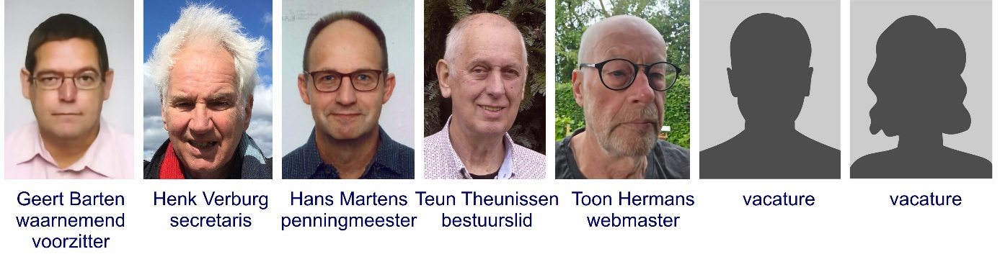 Geert Barten
waarnemend
voorzitter
Henk Verburg
secretaris
Hans Martens
penningmeester
Teun Theunissen
bestuurslid
Toon Hermans
webmaster
vacature
vacature